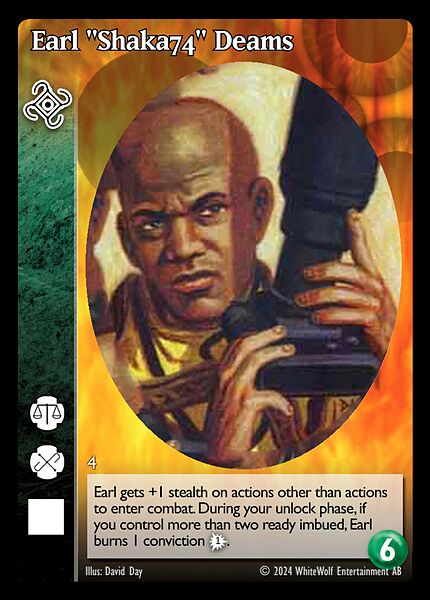 Earl "Shaka74" Deams
4
Earl gets +1 stealth on actions other than actions
to enter combat. During your unlock phase, if
you control more than two ready imbued, Earl
burns 1 conviction 1.
6
Illus: David Day
© 2024 WhiteWolf Entertainment AB